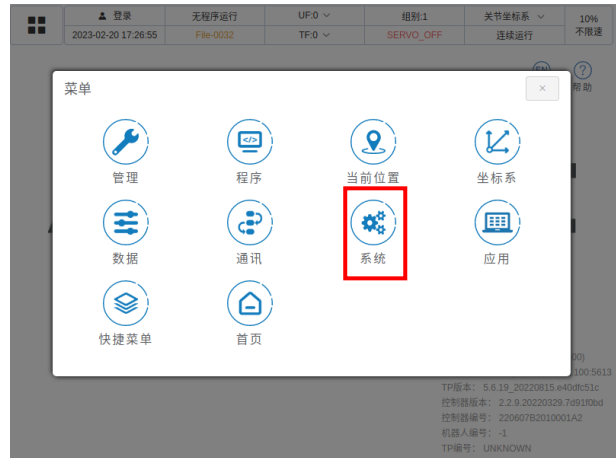 登录 无程序运行 UF:0 组别:1 关节坐标系 10%
2023-02-20 17:26:55 File-0032 TF:0 SERVO_OFF 连续运行 不限速
EN ?
帮助
菜单 ×
</>
管理 程序 当前位置 坐标系
数据 通讯 系统 应用
快捷菜单 首页
00)
100:5613
TP版本: 5.6.19_20220815.e40dfc51c
控制器版本: 2.2.9.20220329.7d91f0bd
控制器编号: 220607B2010001A2
机器人编号: -1
TP编号: UNKNOWN